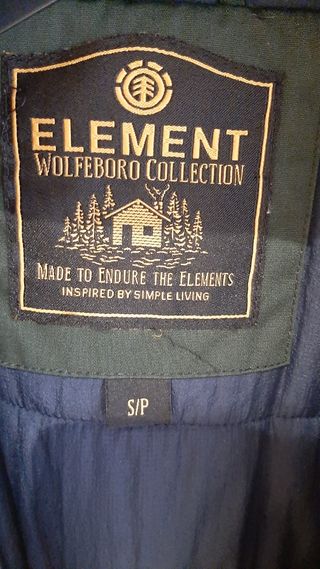 ELEMENT
WOLFEBORO COLLECTION
MADE TO ENDURE THE ELEMENTS
INSPIRED BY SIMPLE LIVING
S/P